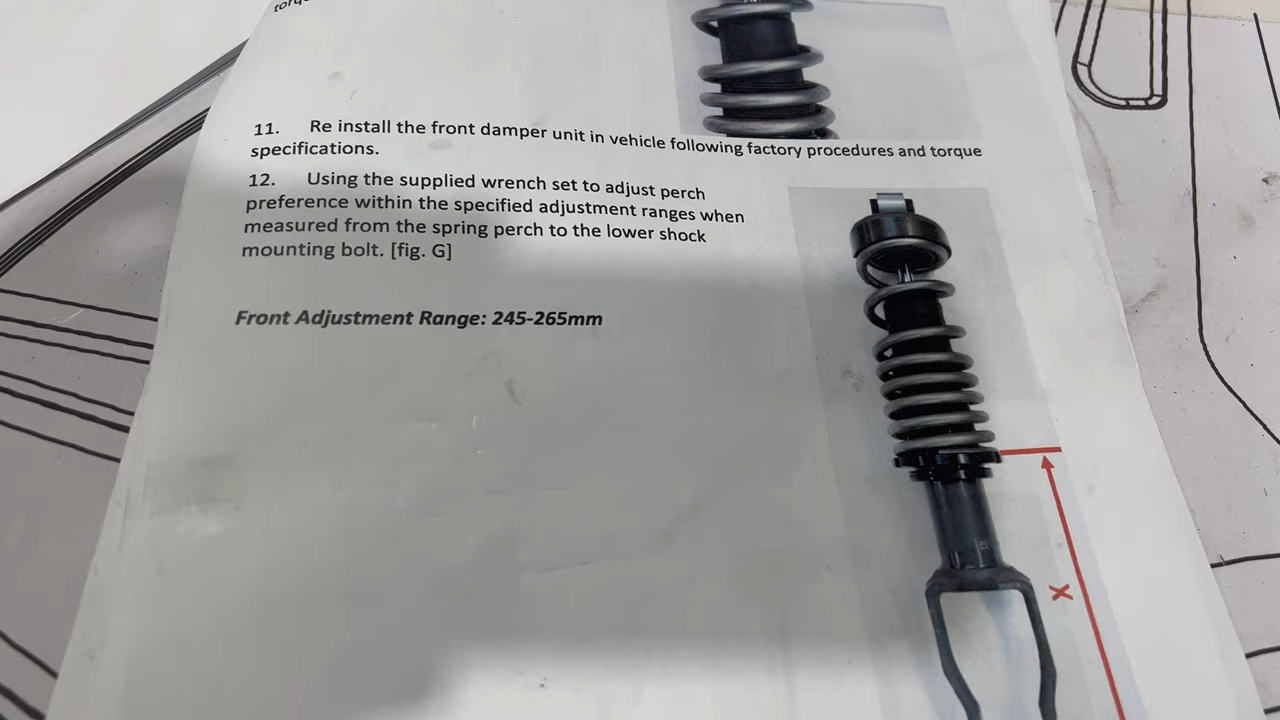 11. Re install the front damper unit in vehicle following factory procedures and torque
specifications.
12. Using the supplied wrench set to adjust perch
preference within the specified adjustment ranges when
measured from the spring perch to the lower shock
mounting bolt. [fig. G]
Front Adjustment Range: 245-265mm
X